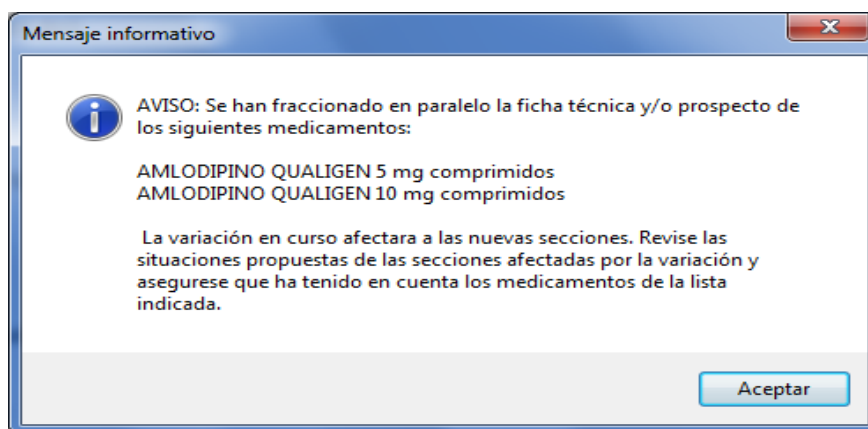 Mensaje informativo
AVISO: Se han fraccionado en paralelo la ficha técnica y/o prospecto de
los siguientes medicamentos:
AMLODIPINO QUALIGEN 5 mg comprimidos
AMLODIPINO QUALIGEN 10 mg comprimidos
La variación en curso afectara a las nuevas secciones. Revise las
situaciones propuestas de las secciones afectadas por la variación y
asegurese que ha tenido en cuenta los medicamentos de la lista
indicada.
Aceptar